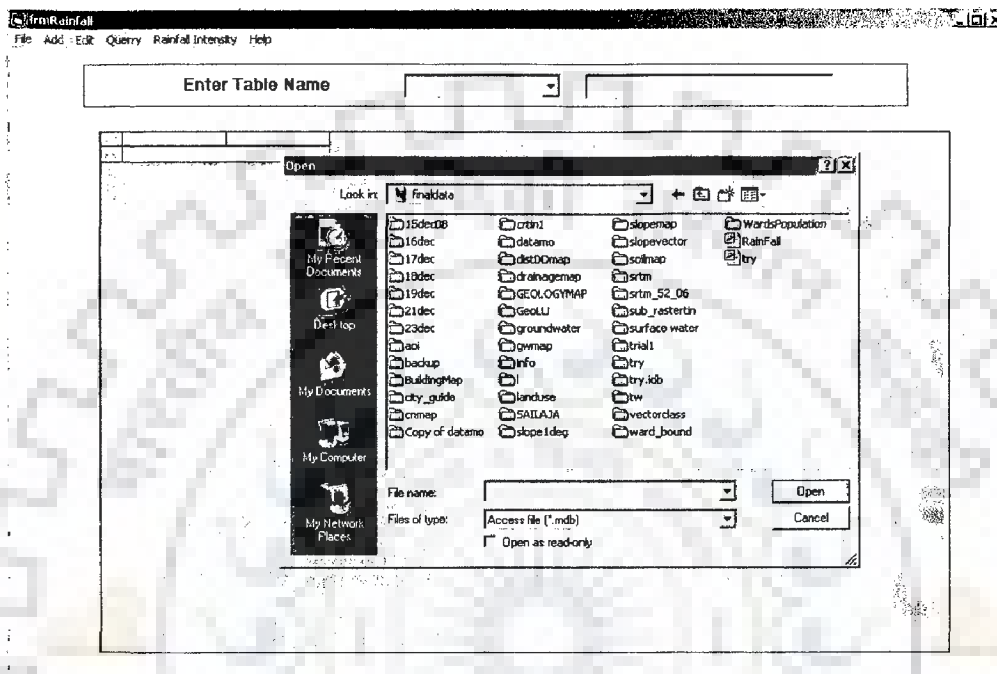 frmRainfall
File Add Edit Querry Rainfall Intensity Help
Enter Table Name
Open
Look in: finaldata
My Recent Documents
Desktop
My Documents
My Computer
My Network Places
15dec08
16dec
17dec
18dec
19dec
21dec
23dec
aoi
backup
BuildingMap
city_guide
cnmap
Copy of datamo
crtin1
datamo
distDDmap
drainagemap
GEOLOGYMAP
GeoLU
groundwater
gwmap
info
l
landuse
SAILAJA
slope1deg
slopemap
slopevector
soilmap
srtm
srtm_52_06
sub_rastertin
surface water
trial1
try
try.idb
tw
vectorclass
ward_bound
WardsPopulation
RainFall
try
File name:
Open
Files of type: Access file (*.mdb)
Cancel
Open as read-only